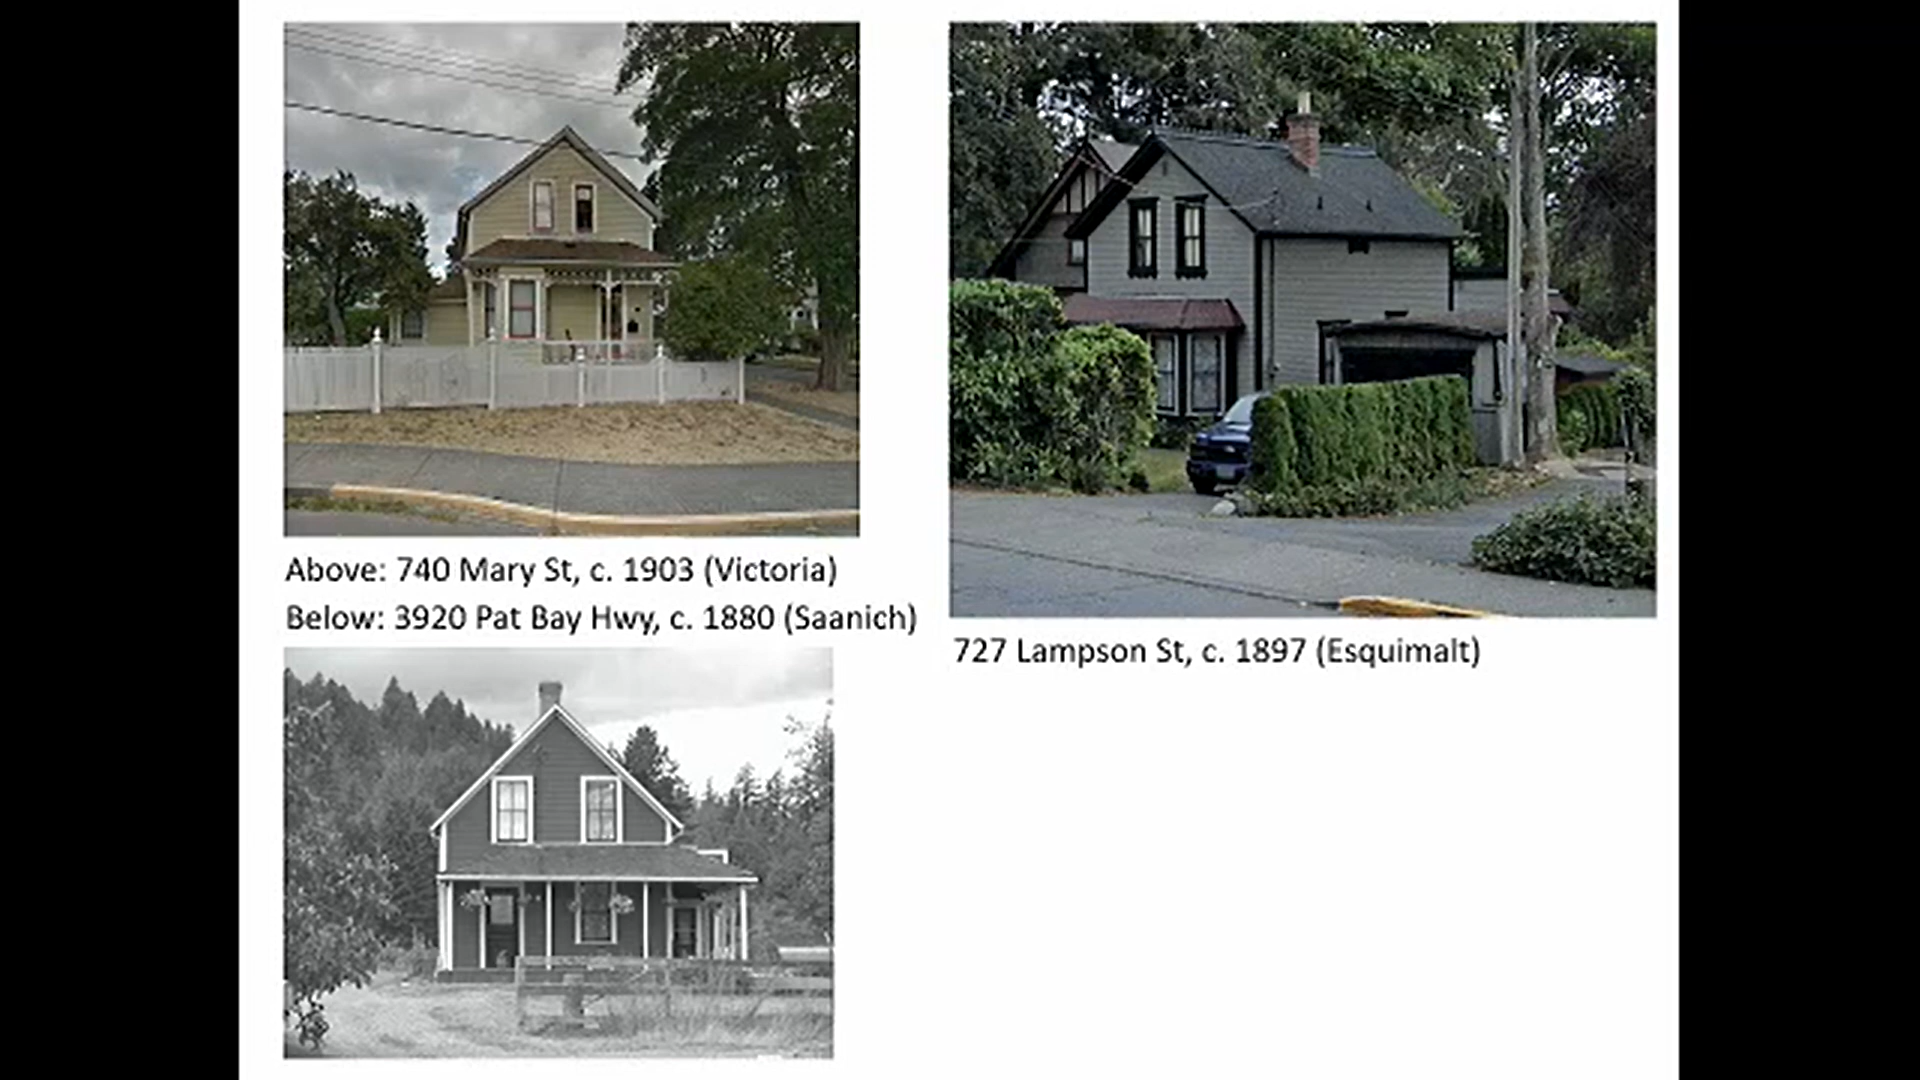 Above: 740 Mary St, c. 1903 (Victoria)
Below: 3920 Pat Bay Hwy, c. 1880 (Saanich)
727 Lampson St, c. 1897 (Esquimalt)